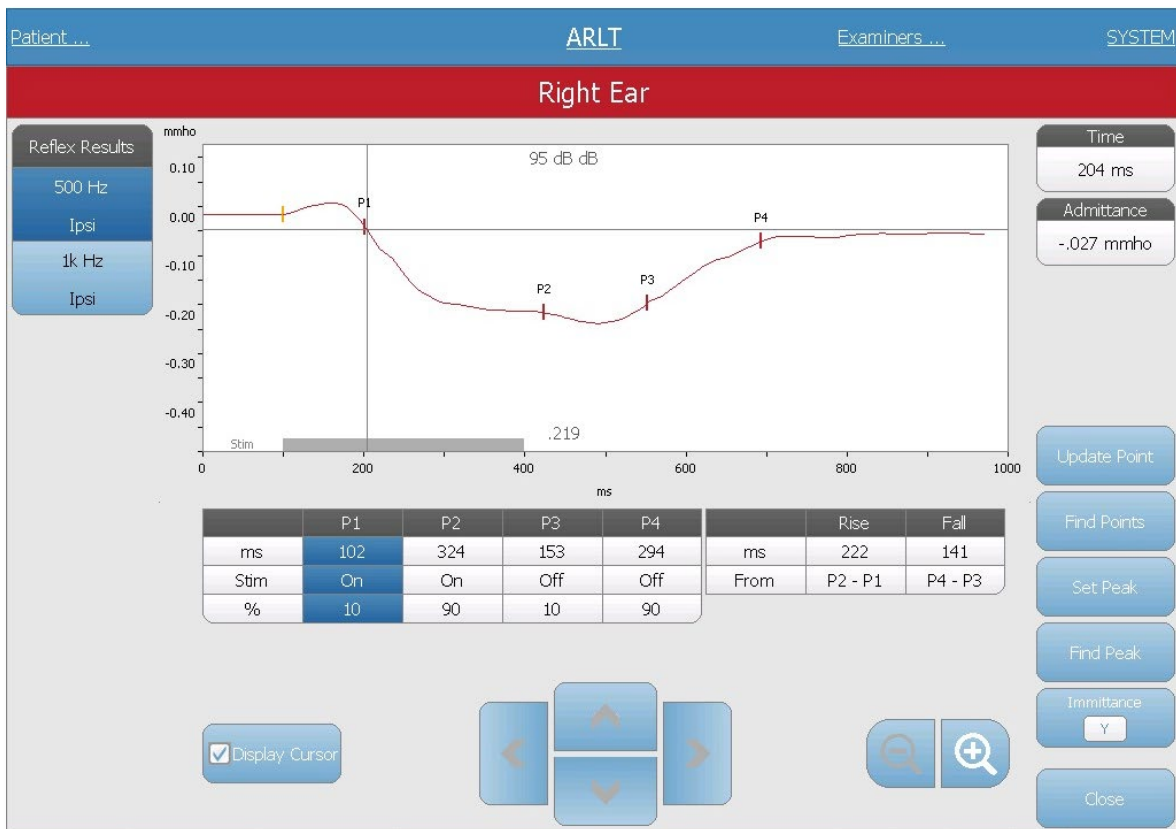 Patient ... ARLT Examiners ... SYSTEM
Right Ear
Reflex Results
500 Hz
Ipsi
1k Hz
Ipsi
mmho
95 dB dB
0.10
0.00
-0.10
-0.20
-0.30
-0.40
P1
P2
P3
P4
Stim
.219
0 200 400 600 800 1000
ms
Time
204 ms
Admittance
-.027 mmho
P1 P2 P3 P4
ms 102 324 153 294
Stim On On Off Off
% 10 90 10 90
Rise Fall
ms 222 141
From P2 - P1 P4 - P3
Update Point
Find Points
Set Peak
Find Peak
Immittance
Y
Close
Display Cursor